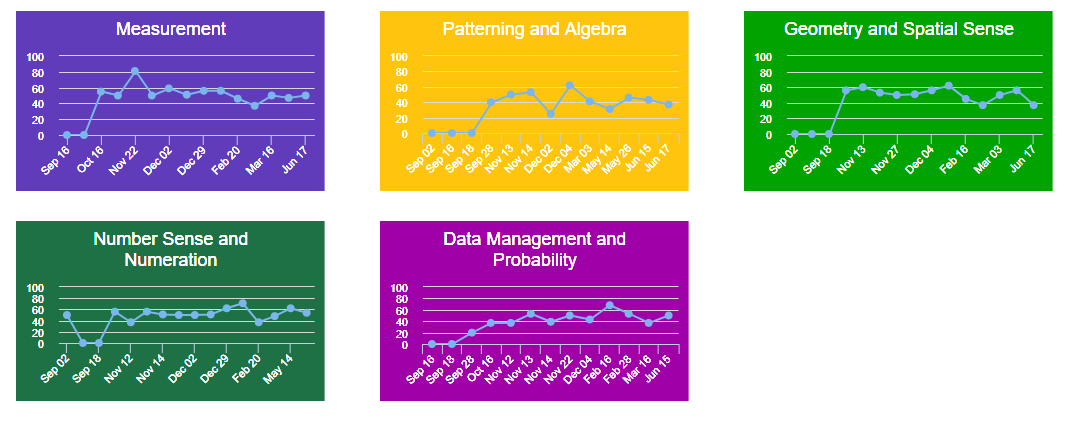 Measurement
100
80
60
40
20
0
Sep 16
Oct 16
Nov 22
Dec 02
Dec 29
Feb 20
Mar 16
Jun 17
Patterning and Algebra
100
80
60
40
20
0
Sep 02
Sep 16
Sep 18
Sep 28
Nov 13
Nov 14
Dec 02
Dec 04
Mar 03
May 14
May 26
Jun 15
Jun 17
Geometry and Spatial Sense
100
80
60
40
20
0
Sep 02
Sep 18
Nov 13
Nov 27
Dec 04
Feb 16
Mar 03
Jun 17
Number Sense and
Numeration
100
80
60
40
20
0
Sep 02
Sep 18
Nov 12
Nov 14
Dec 02
Dec 29
Feb 20
May 14
Data Management and
Probability
100
80
60
40
20
0
Sep 16
Sep 18
Sep 28
Oct 16
Nov 12
Nov 13
Nov 14
Nov 22
Dec 04
Feb 16
Feb 28
Mar 16
Jun 15